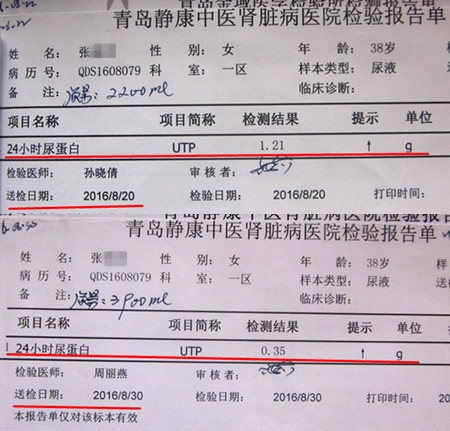 青岛静康中医肾脏病医院检验报告单
姓 名: 张 性 别: 女 年 龄: 38岁
病 历 号: QDS1608079 科 室: 一区 样本类型: 尿液
备 注: 尿量: 2200ml 临床诊断:
项目名称 项目简称 检测结果 提示 单位
24小时尿蛋白 UTP 1.21 ↑ g
检验医师: 孙晓倩 审 核 者:
送检日期: 2016/8/20 检验日期: 2016/8/20 打印时间:
青岛静康中医肾脏病医院检验报告单
姓 名: 张 性 别: 女 年 龄: 38岁 样
病 历 号: QDS1608079 科 室: 一区 样本类型: 尿液 送
备 注: 尿量: 3900ml 临床诊断:
项目名称 项目简称 检测结果 提示 单位
1 24小时尿蛋白 UTP 0.35 ↑ g
检验医师: 周丽燕 审 核 者:
送检日期: 2016/8/30 检验日期: 2016/8/30 打印时间: 20
本报告单仅对该标本有效